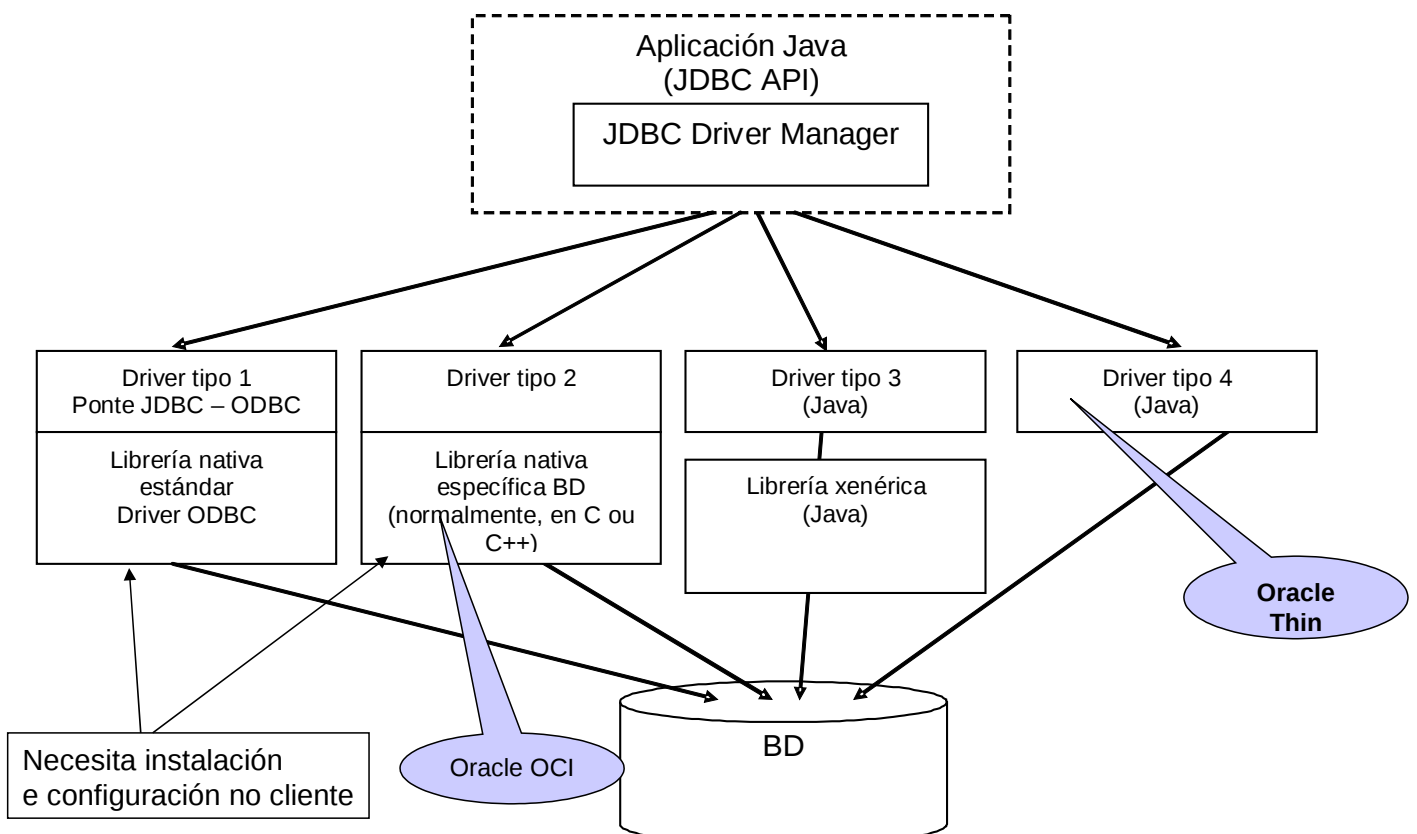 Aplicación Java
(JDBC API)
JDBC Driver Manager
Driver tipo 1
Ponte JDBC – ODBC
Librería nativa
estándar
Driver ODBC
Driver tipo 2
Librería nativa
específica BD
(normalmente, en C ou
C++)
Driver tipo 3
(Java)
Librería xenérica
(Java)
Driver tipo 4
(Java)
Oracle
Thin
Necesita instalación
e configuración no cliente
Oracle OCI
BD